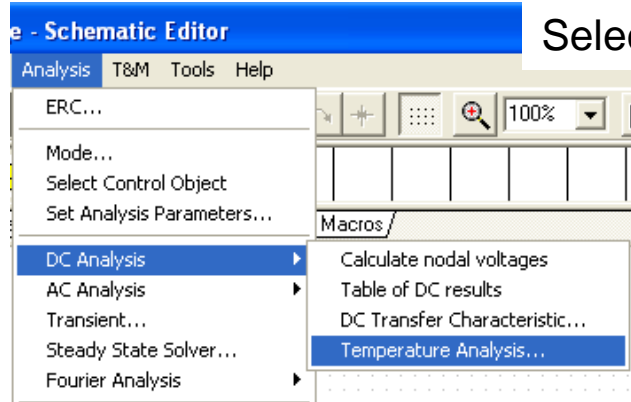 e - Schematic Editor
Selec
Analysis T&M Tools Help
ERC...
100%
Mode...
Select Control Object
Set Analysis Parameters...
Macros
DC Analysis
Calculate nodal voltages
AC Analysis
Table of DC results
Transient...
DC Transfer Characteristic...
Steady State Solver...
Temperature Analysis...
Fourier Analysis